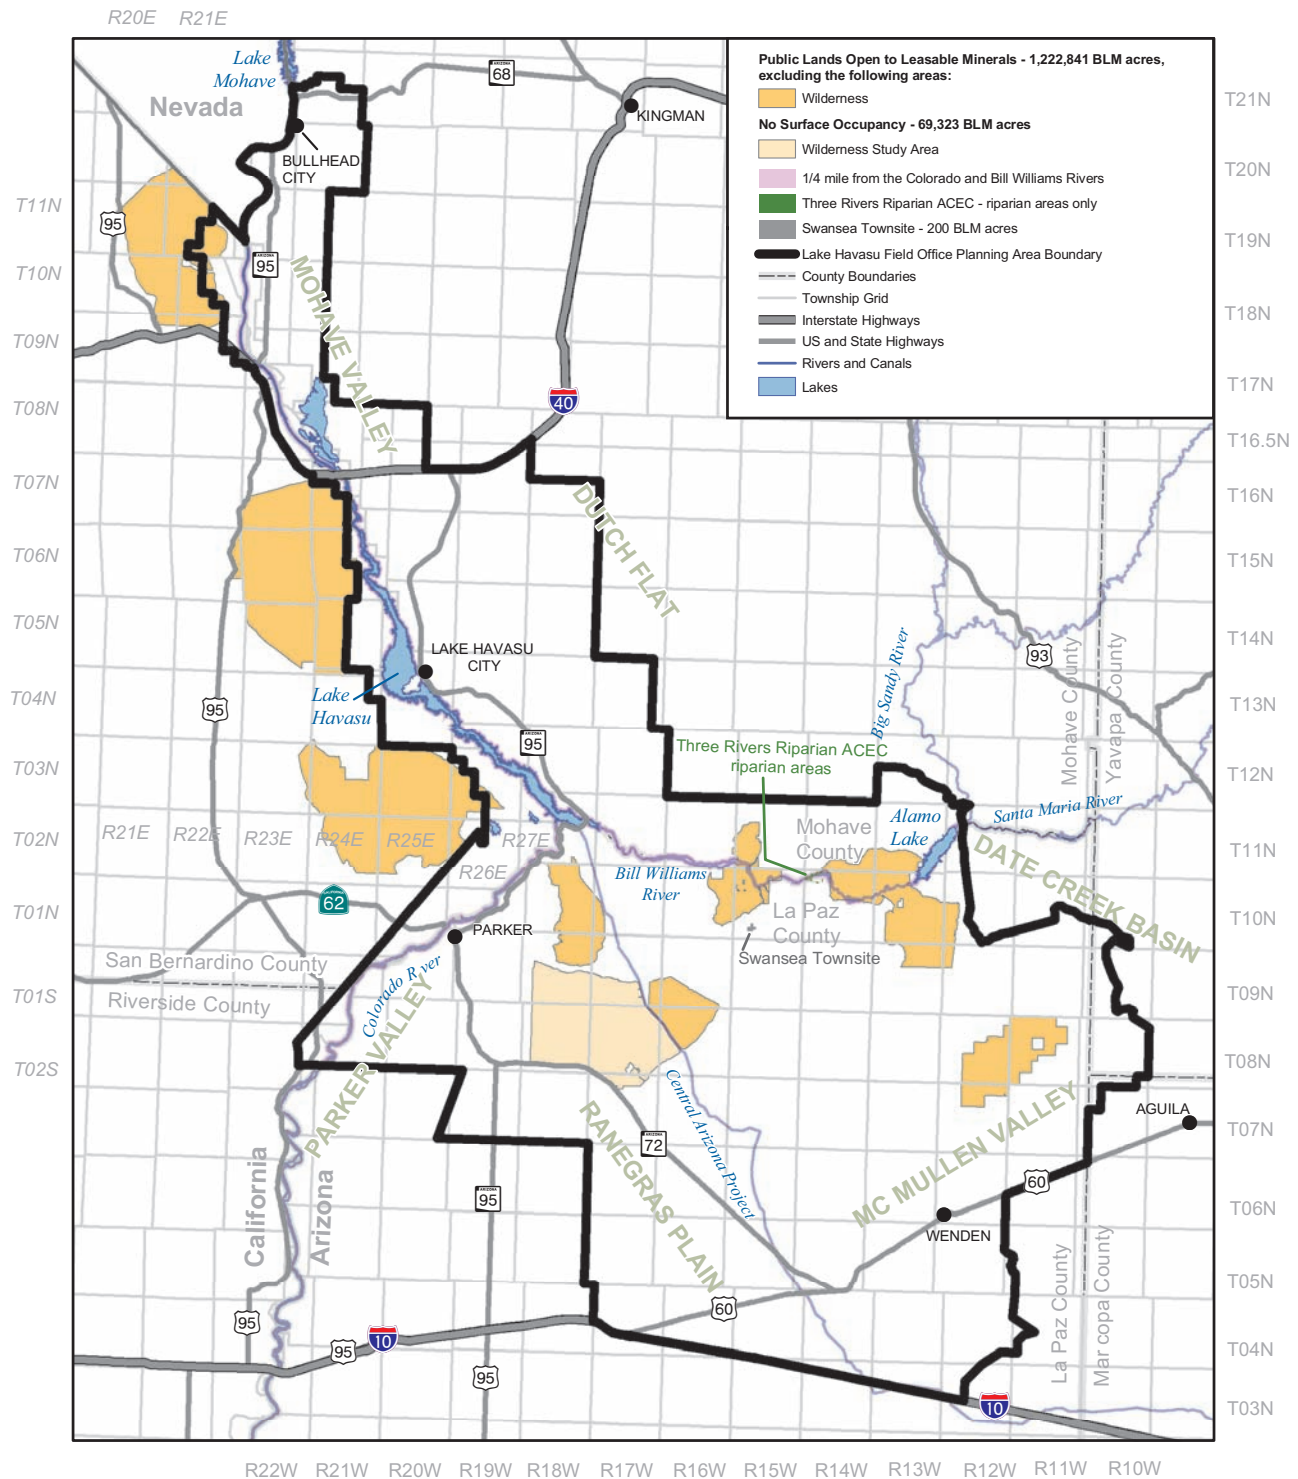 R20E R21E
Public Lands Open to Leasable Minerals - 1,222,841 BLM acres,
excluding the following areas:
Wilderness
No Surface Occupancy - 69,323 BLM acres
Wilderness Study Area
1/4 mile from the Colorado and Bill Williams Rivers
Three Rivers Riparian ACEC - riparian areas only
Swansea Townsite - 200 BLM acres
Lake Havasu Field Office Planning Area Boundary
County Boundaries
Township Grid
Interstate Highways
US and State Highways
Rivers and Canals
Lakes
Lake
Mohave
Nevada
ARIZONA
68
KINGMAN
BULLHEAD
CITY
95
ARIZONA
95
MOHAVE VALLEY
40
DUTCH FLAT
LAKE HAVASU
CITY
Lake
Havasu
95
ARIZONA
95
Big Sandy River
93
Mohave County
Yavapa County
Three Rivers Riparian ACEC
riparian areas
Santa Maria River
Alamo
Lake
Mohave
County
DATE CREEK BASIN
R21E R22E R23E R24E R25E R27E
R26E
Bill Williams
River
CALIFORNIA
62
PARKER
La Paz
County
Swansea Townsite
San Bernardino County
Riverside County
Colorado R ver
PARKER VALLEY
Central Arizona Project
RANEGRAS PLAIN
ARIZONA
72
MC MULLEN VALLEY
AGUILA
60
WENDEN
California
Arizona
ARIZONA
95
La Paz County
Mar copa County
60
95
10
95
95
10
T11N
T10N
T09N
T08N
T07N
T06N
T05N
T04N
T03N
T02N
T01N
T01S
T02S
T21N
T20N
T19N
T18N
T17N
T16.5N
T16N
T15N
T14N
T13N
T12N
T11N
T10N
T09N
T08N
T07N
T06N
T05N
T04N
T03N
R22W R21W R20W R19W R18W R17W R16W R15W R14W R13W R12W R11W R10W